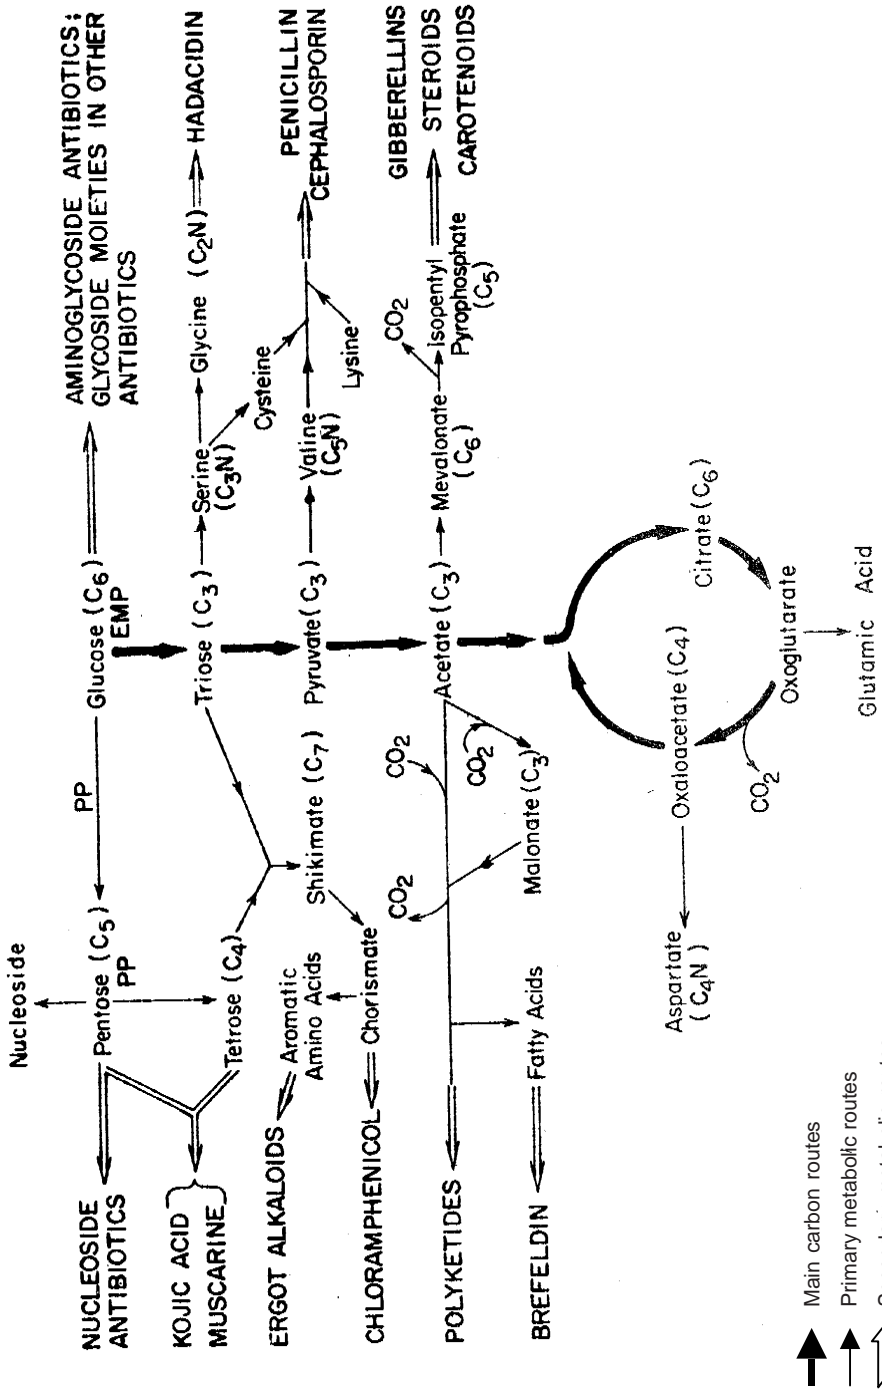 AMINOGLYCOSIDE ANTIBIOTICS;
GLYCOSIDE MOIETIES IN OTHER
ANTIBIOTICS
Glucose (C6)
EMP
PP
Nucleoside
Pentose (C5)
PP
NUCLEOSIDE
ANTIBIOTICS
HADACIDIN
Glycine (C2N)
Serine
(C3N)
Triose (C3)
Tetrose (C4)
KOJIC ACID
MUSCARINE
Cysteine
PENICILLIN
CEPHALOSPORIN
Valine
(C5N)
Lysine
Pyruvate (C3)
Shikimate (C7)
Aromatic
Amino Acids
ERGOT ALKALOIDS
Chorismate
CHLORAMPHENICOL
GIBBERELLINS
STEROIDS
CAROTENOIDS
CO2
Isopentyl
Pyrophosphate
(C5)
Mevalonate
(C6)
Acetate (C3)
CO2
CO2
CO2
Malonate (C3)
POLYKETIDES
Fatty Acids
BREFELDIN
Citrate (C6)
Oxaloacetate (C4)
Oxoglutarate
CO2
Aspartate
(C4N)
Glutamic Acid
Main carbon routes
Primary metabolic routes